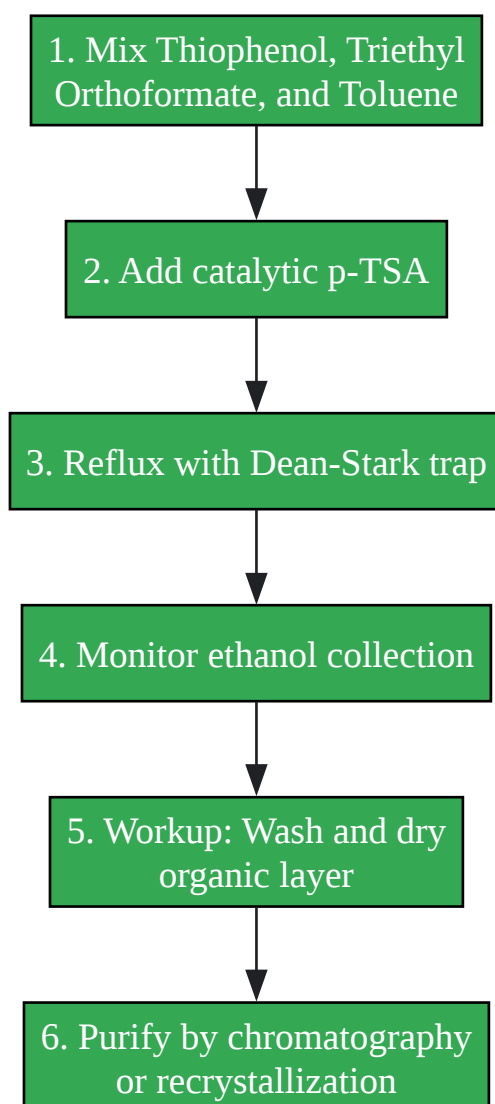 1. Mix Thiophenol, Triethyl
Orthoformate, and Toluene
2. Add catalytic p-TSA
3. Reflux with Dean-Stark trap
4. Monitor ethanol collection
5. Workup: Wash and dry
organic layer
6. Purify by chromatography
or recrystallization